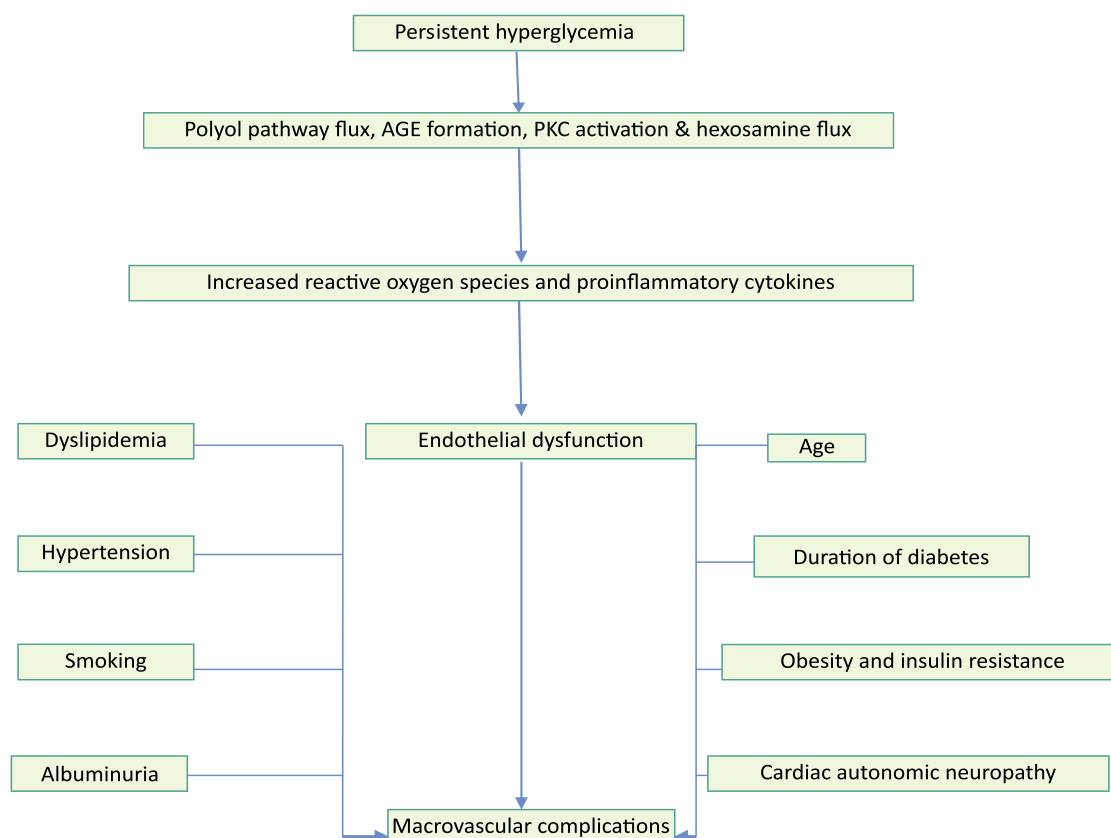 Persistent hyperglycemia
Polyol pathway flux, AGE formation, PKC activation & hexosamine flux
Increased reactive oxygen species and proinflammatory cytokines
Dyslipidemia
Endothelial dysfunction
Age
Hypertension
Duration of diabetes
Smoking
Obesity and insulin resistance
Albuminuria
Cardiac autonomic neuropathy
Macrovascular complications